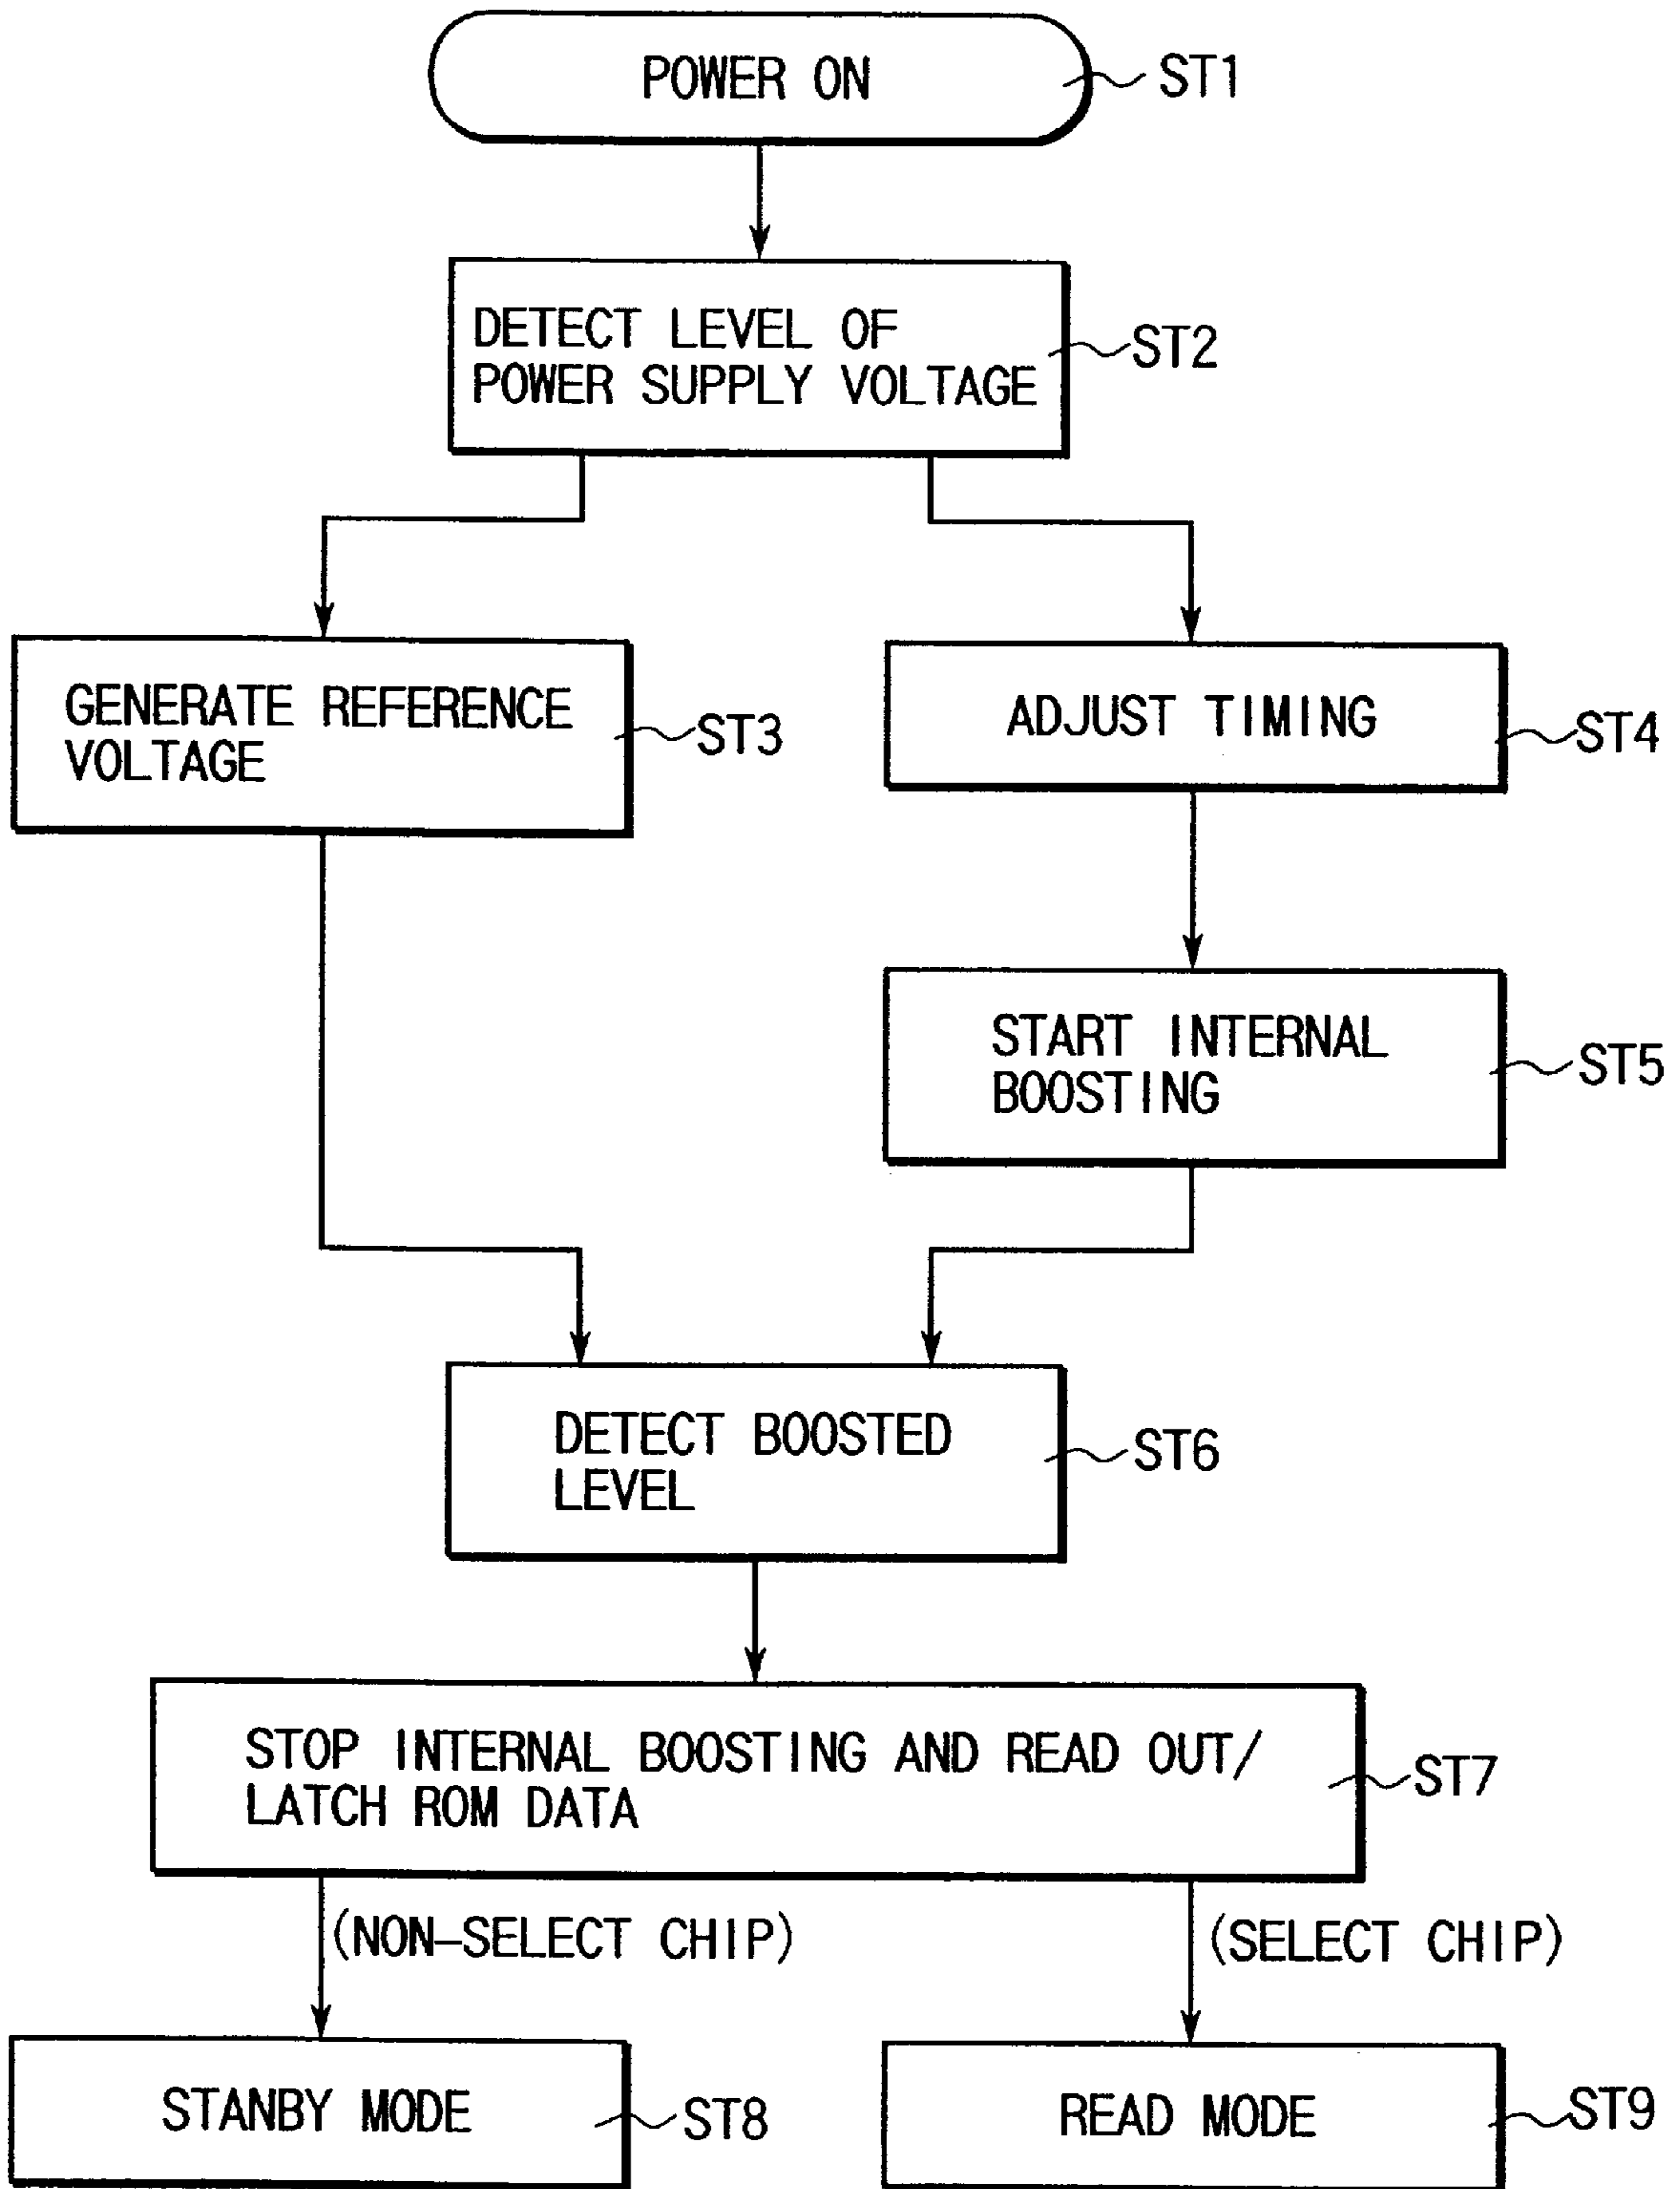 POWER ON
ST1
DETECT LEVEL OF
POWER SUPPLY VOLTAGE
ST2
GENERATE REFERENCE
VOLTAGE
ST3
ADJUST TIMING
ST4
START INTERNAL
BOOSTING
ST5
DETECT BOOSTED
LEVEL
ST6
STOP INTERNAL BOOSTING AND READ OUT/
LATCH ROM DATA
ST7
(NON-SELECT CHIP)
(SELECT CHIP)
STANBY MODE
ST8
READ MODE
ST9